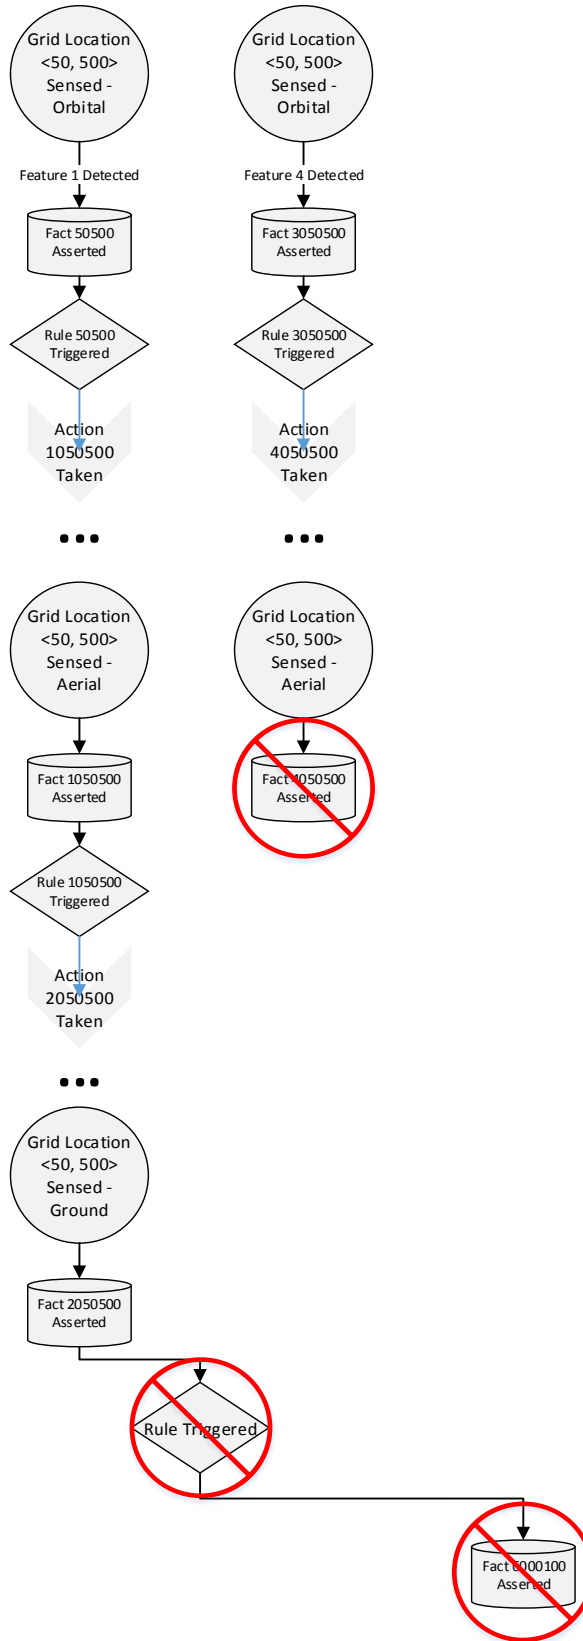 Grid Location
<50, 500>
Sensed -
Orbital
Feature 1 Detected
Fact 50500
Asserted
Rule 50500
Triggered
Action
1050500
Taken
...
Grid Location
<50, 500>
Sensed -
Aerial
Fact 1050500
Asserted
Rule 1050500
Triggered
Action
2050500
Taken
...
Grid Location
<50, 500>
Sensed -
Ground
Fact 2050500
Asserted
Rule Triggered
Fact 6000100
Asserted
Grid Location
<50, 500>
Sensed -
Orbital
Feature 4 Detected
Fact 3050500
Asserted
Rule 3050500
Triggered
Action
4050500
Taken
...
Grid Location
<50, 500>
Sensed -
Aerial
Fact 4050500
Asserted